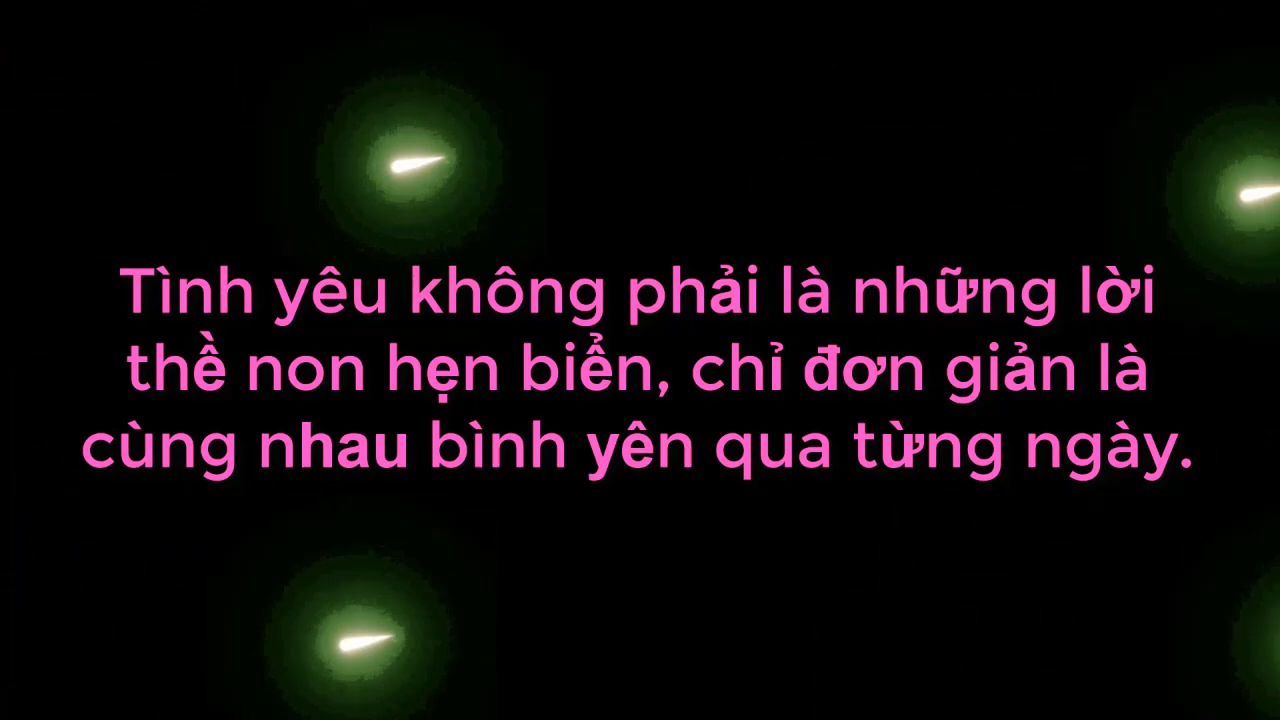 Tình yêu không phải là những lời
thề non hẹn biển, chỉ đơn giản là
cùng nhau bình yên qua từng ngày.